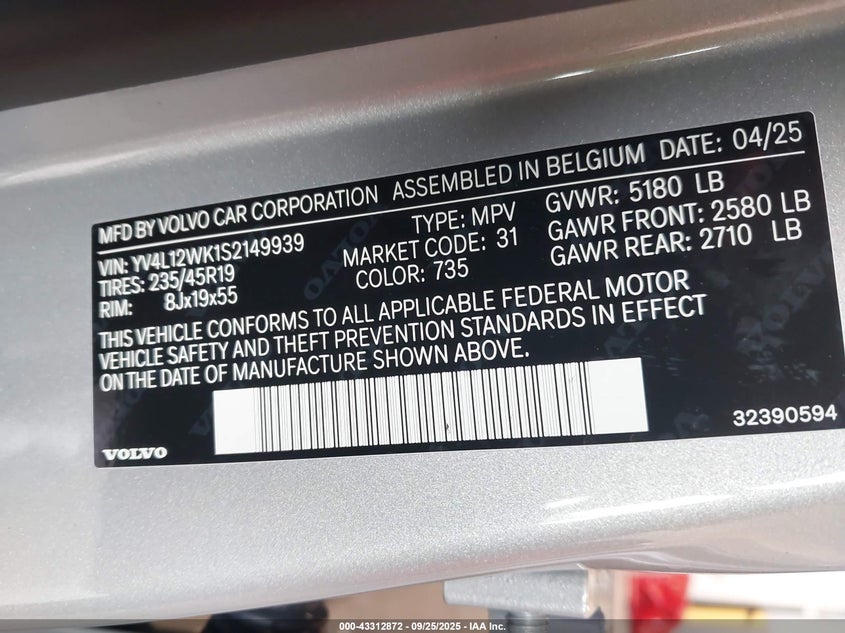 MFD BY VOLVO CAR CORPORATION ASSEMBLED IN BELGIUM DATE: 04/25
VIN: YV4L12WK1S2149939 TYPE: MPV GVWR: 5180 LB
TIRES: 235/45R19 MARKET CODE: 31 GAWR FRONT: 2580 LB
RIM: 8Jx19x55 COLOR: 735 GAWR REAR: 2710 LB
THIS VEHICLE CONFORMS TO ALL APPLICABLE FEDERAL MOTOR
VEHICLE SAFETY AND THEFT PREVENTION STANDARDS IN EFFECT
ON THE DATE OF MANUFACTURE SHOWN ABOVE.
VOLVO 32390594
000-43312872 - 09/25/2025 - IAA Inc.